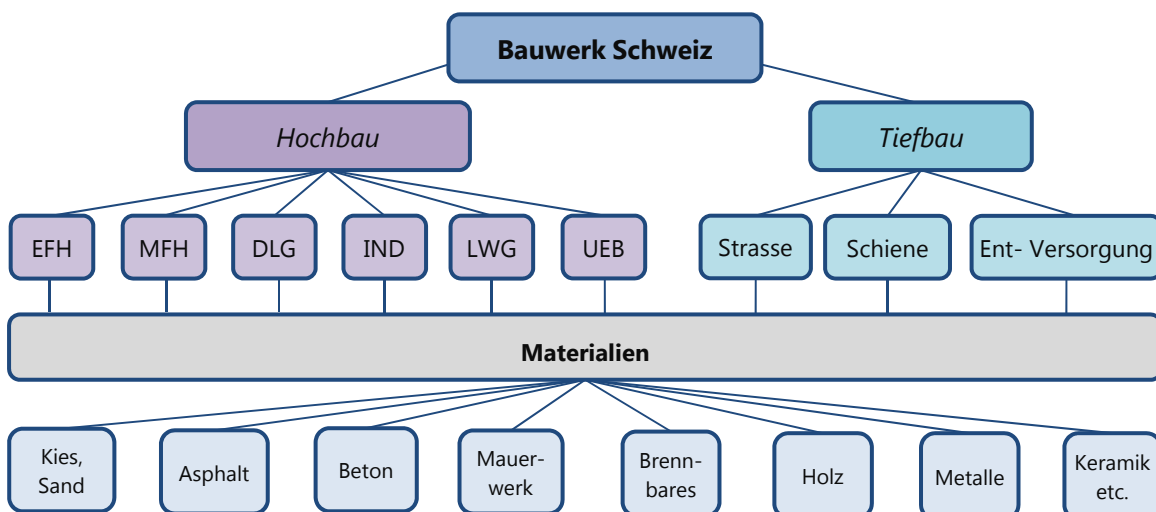 Bauwerk Schweiz
Hochbau
Tiefbau
EFH
MFH
DLG
IND
LWG
UEB
Strasse
Schiene
Ent- Versorgung
Materialien
Kies,
Sand
Asphalt
Beton
Mauer-
werk
Brenn-
bares
Holz
Metalle
Keramik
etc.